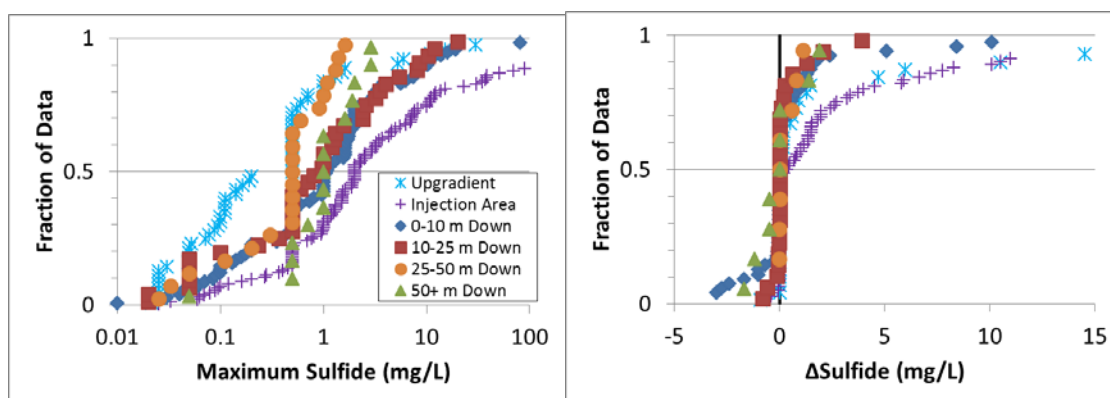 1
0.5
0
Fraction of Data
0.01
0.1
1
10
100
Maximum Sulfide (mg/L)
Upgradient
Injection Area
0-10 m Down
10-25 m Down
25-50 m Down
50+ m Down
1
0.5
0
Fraction of Data
-5
0
5
10
15
ΔSulfide (mg/L)